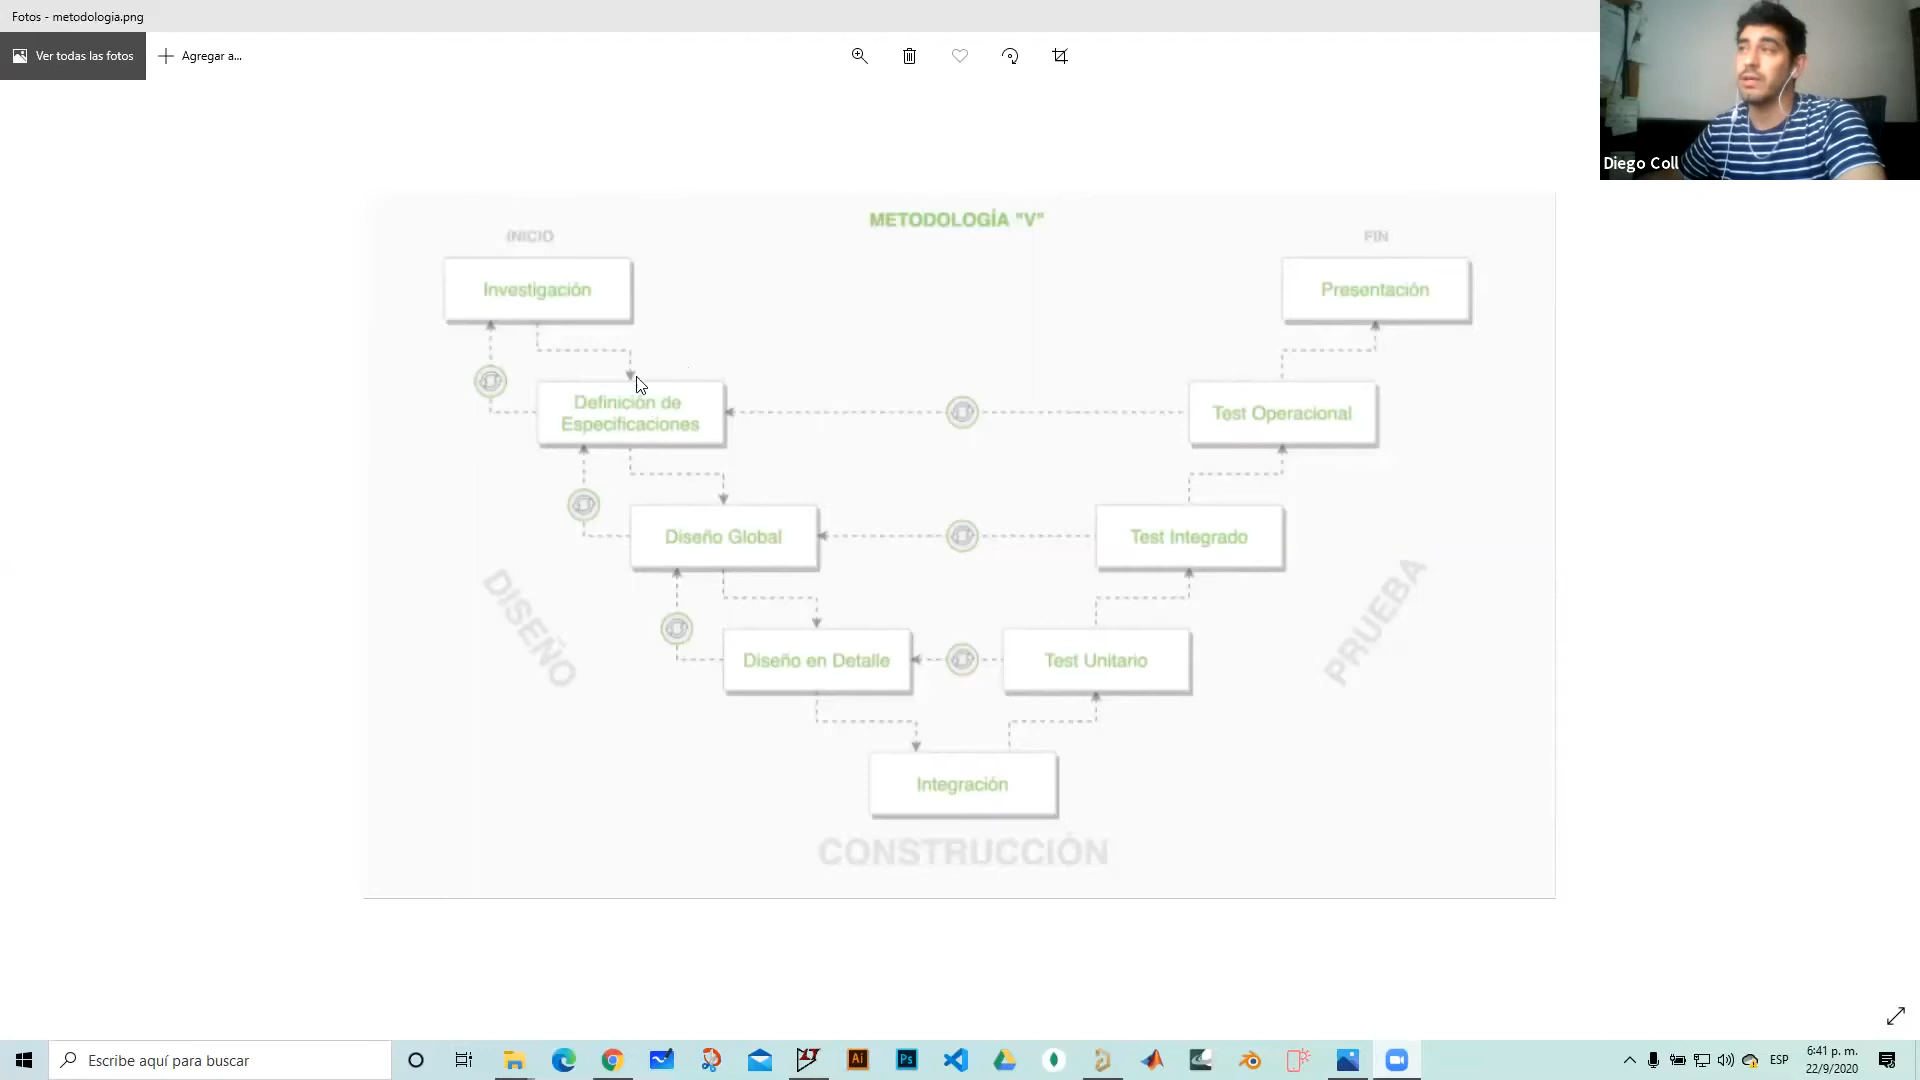 Fotos - metodologia.png
Ver todas las fotos
Agregar a...
Diego Coll
METODOLOGÍA "V"
INICIO
FIN
Investigación
Presentación
Definición de
Especificaciones
Test Operacional
Diseño Global
Test Integrado
DISEÑO
PRUEBA
Diseño en Detalle
Test Unitario
Integración
CONSTRUCCIÓN
Escribe aquí para buscar
Ai
Ps
ESP
6:41 p. m.
22/9/2020